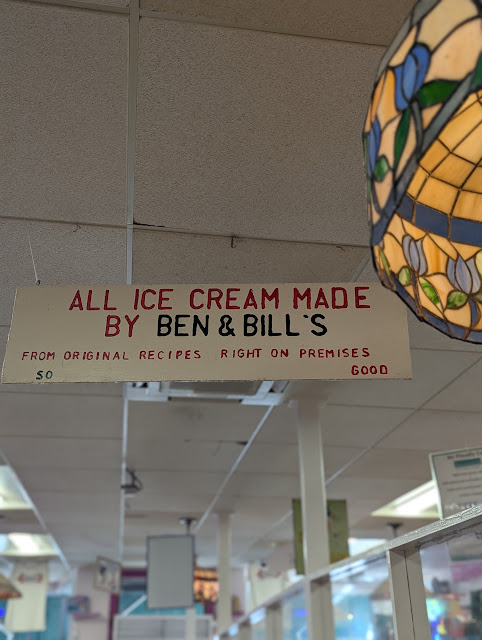 ALL ICE CREAM MADE
BY BEN & BILL'S
FROM ORIGINAL RECIPES RIGHT ON PREMISES
SO GOOD